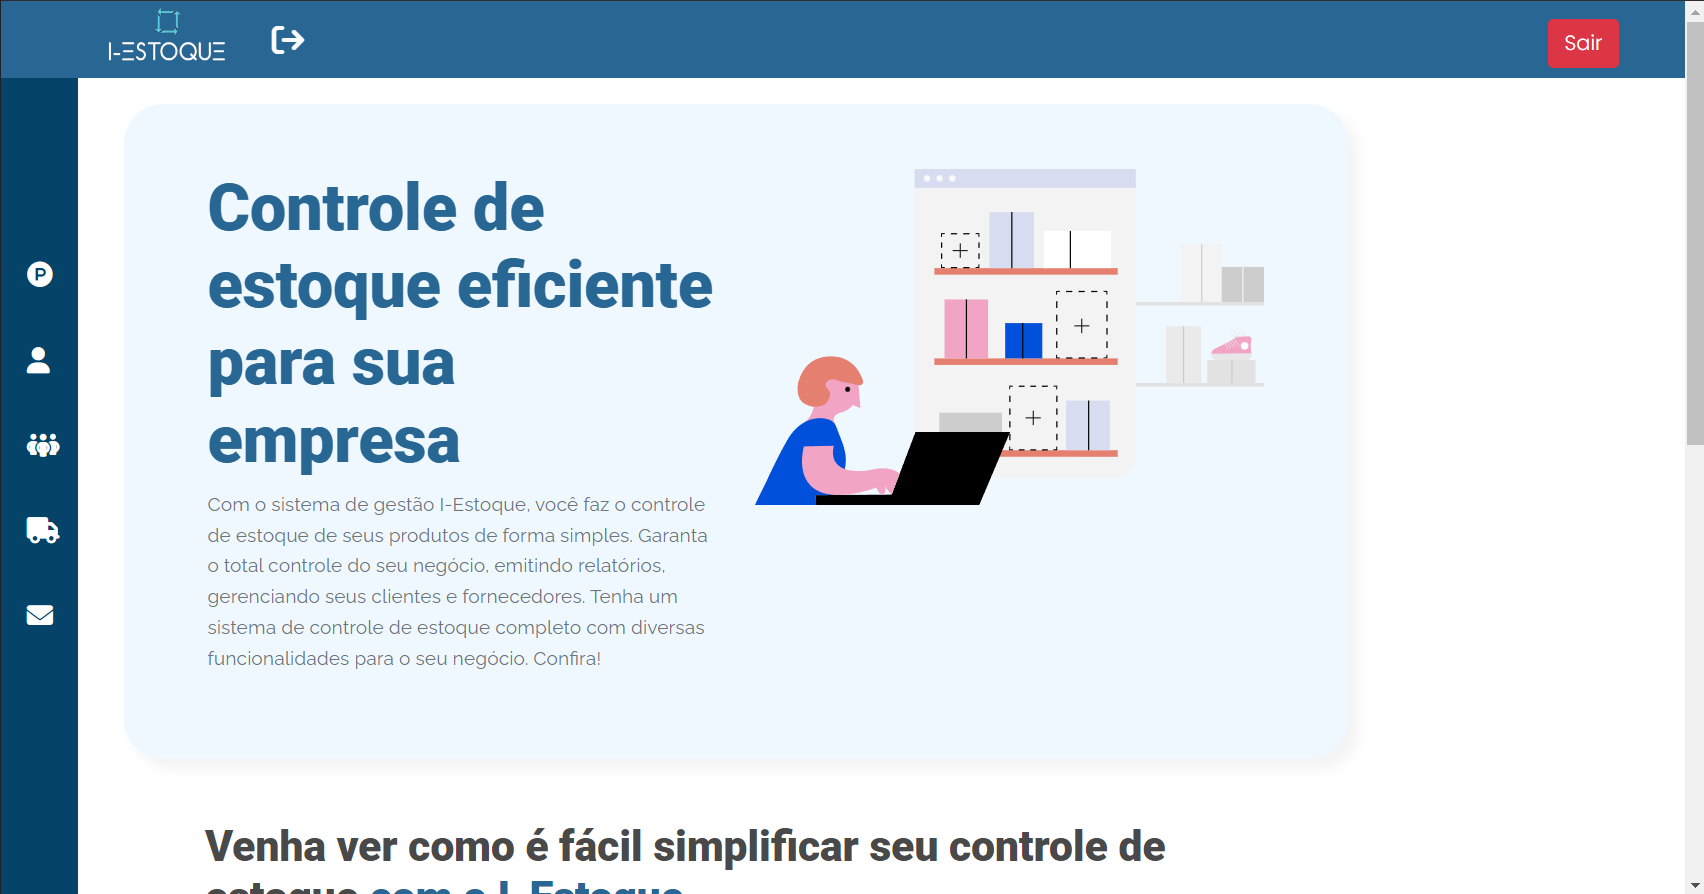 I-ESTOQUE
Sair
P
Controle de
estoque eficiente
para sua
empresa
Com o sistema de gestão I-Estoque, você faz o controle
de estoque de seus produtos de forma simples. Garanta
o total controle do seu negócio, emitindo relatórios,
gerenciando seus clientes e fornecedores. Tenha um
sistema de controle de estoque completo com diversas
funcionalidades para o seu negócio. Confira!
Venha ver como é fácil simplificar seu controle de
estoque com o I-Estoque